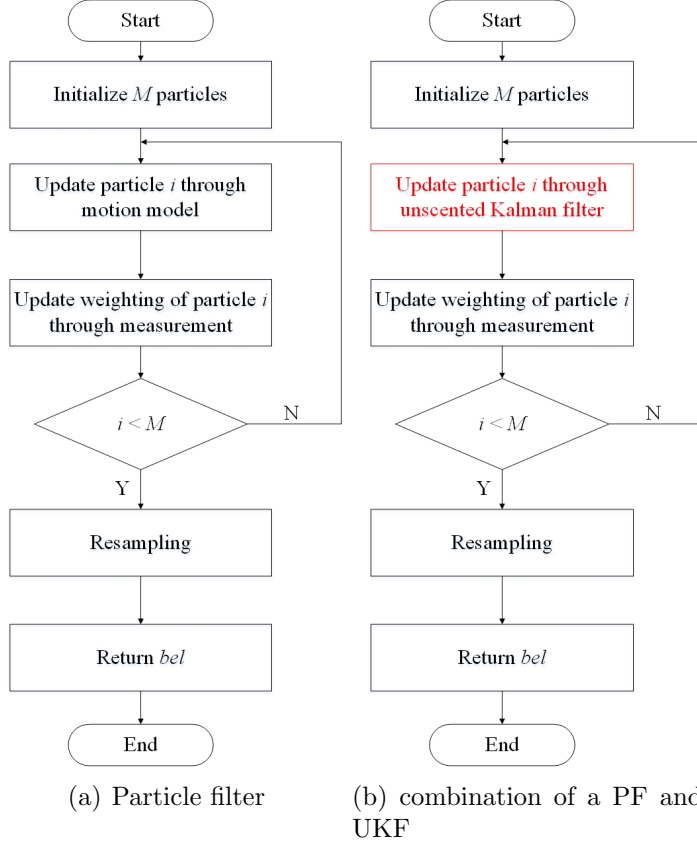 Start
Initialize M particles
Update particle i through
motion model
Update weighting of particle i
through measurement
i < M
N
Y
Resampling
Return bel
End
(a) Particle filter
Start
Initialize M particles
Update particle i through
unscented Kalman filter
Update weighting of particle i
through measurement
i < M
N
Y
Resampling
Return bel
End
(b) combination of a PF and
UKF